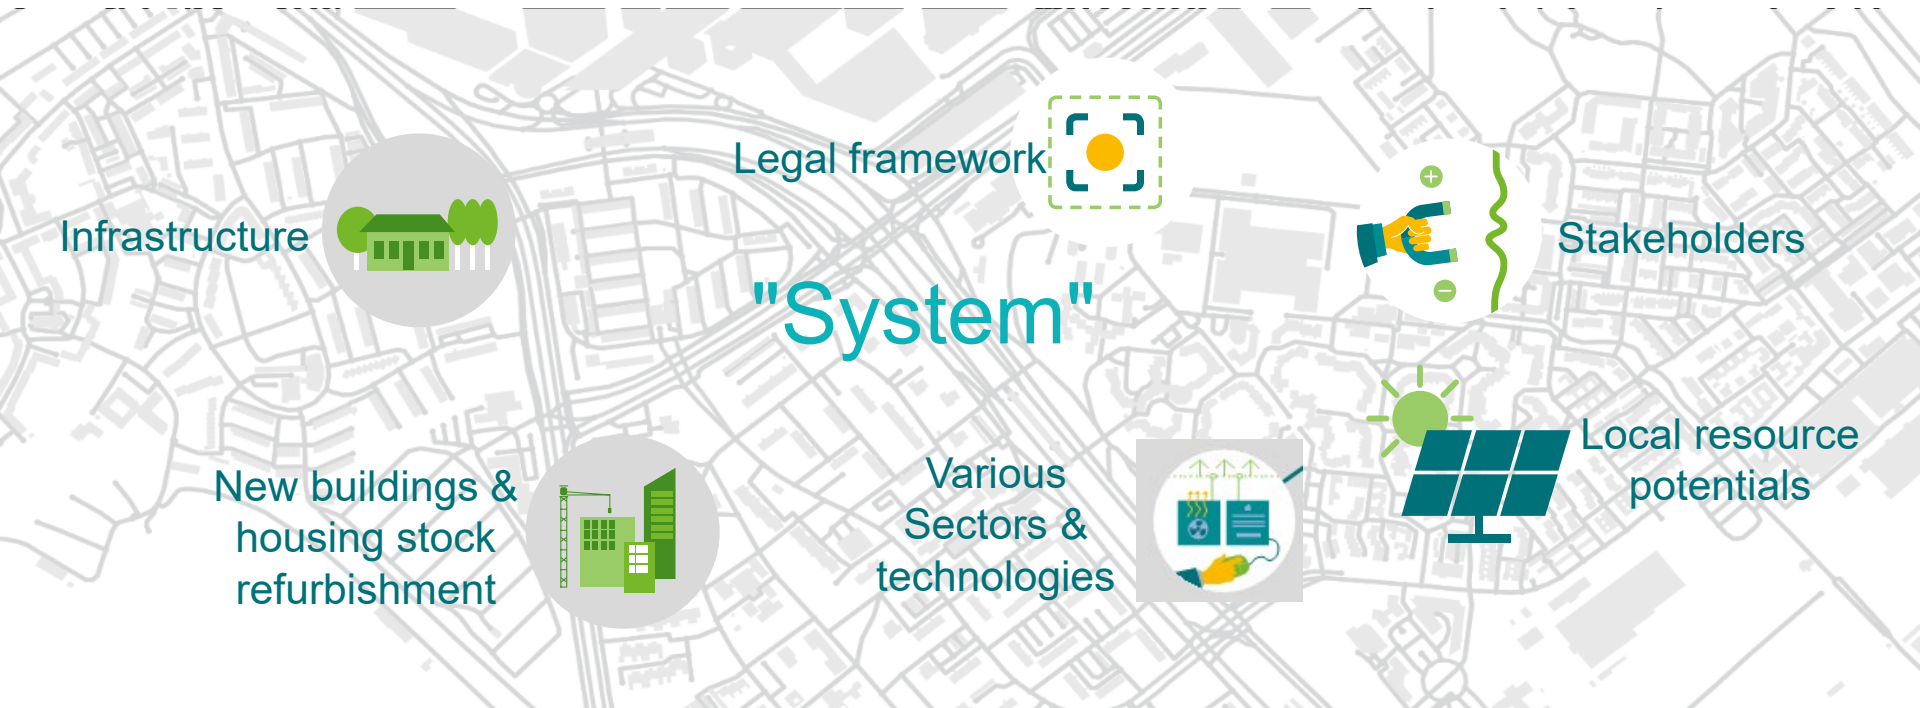 Legal framework
Infrastructure
Stakeholders
"System"
Local resource
potentials
New buildings &
housing stock
refurbishment
Various
Sectors &
technologies